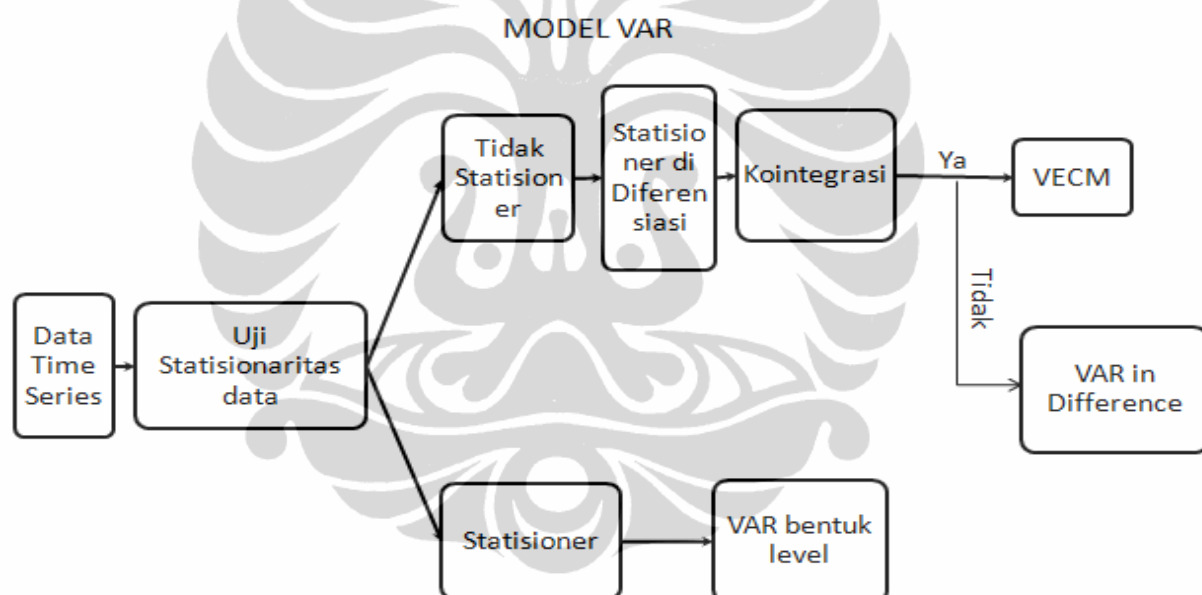 MODEL VAR
Tidak
Statision
er
Statisio
ner di
Diferen
siasi
Kointegrasi
Ya
VECM
Tidak
VAR in
Difference
Data
Time
Series
Uji
Statisionaritas
data
Statisioner
VAR bentuk
level